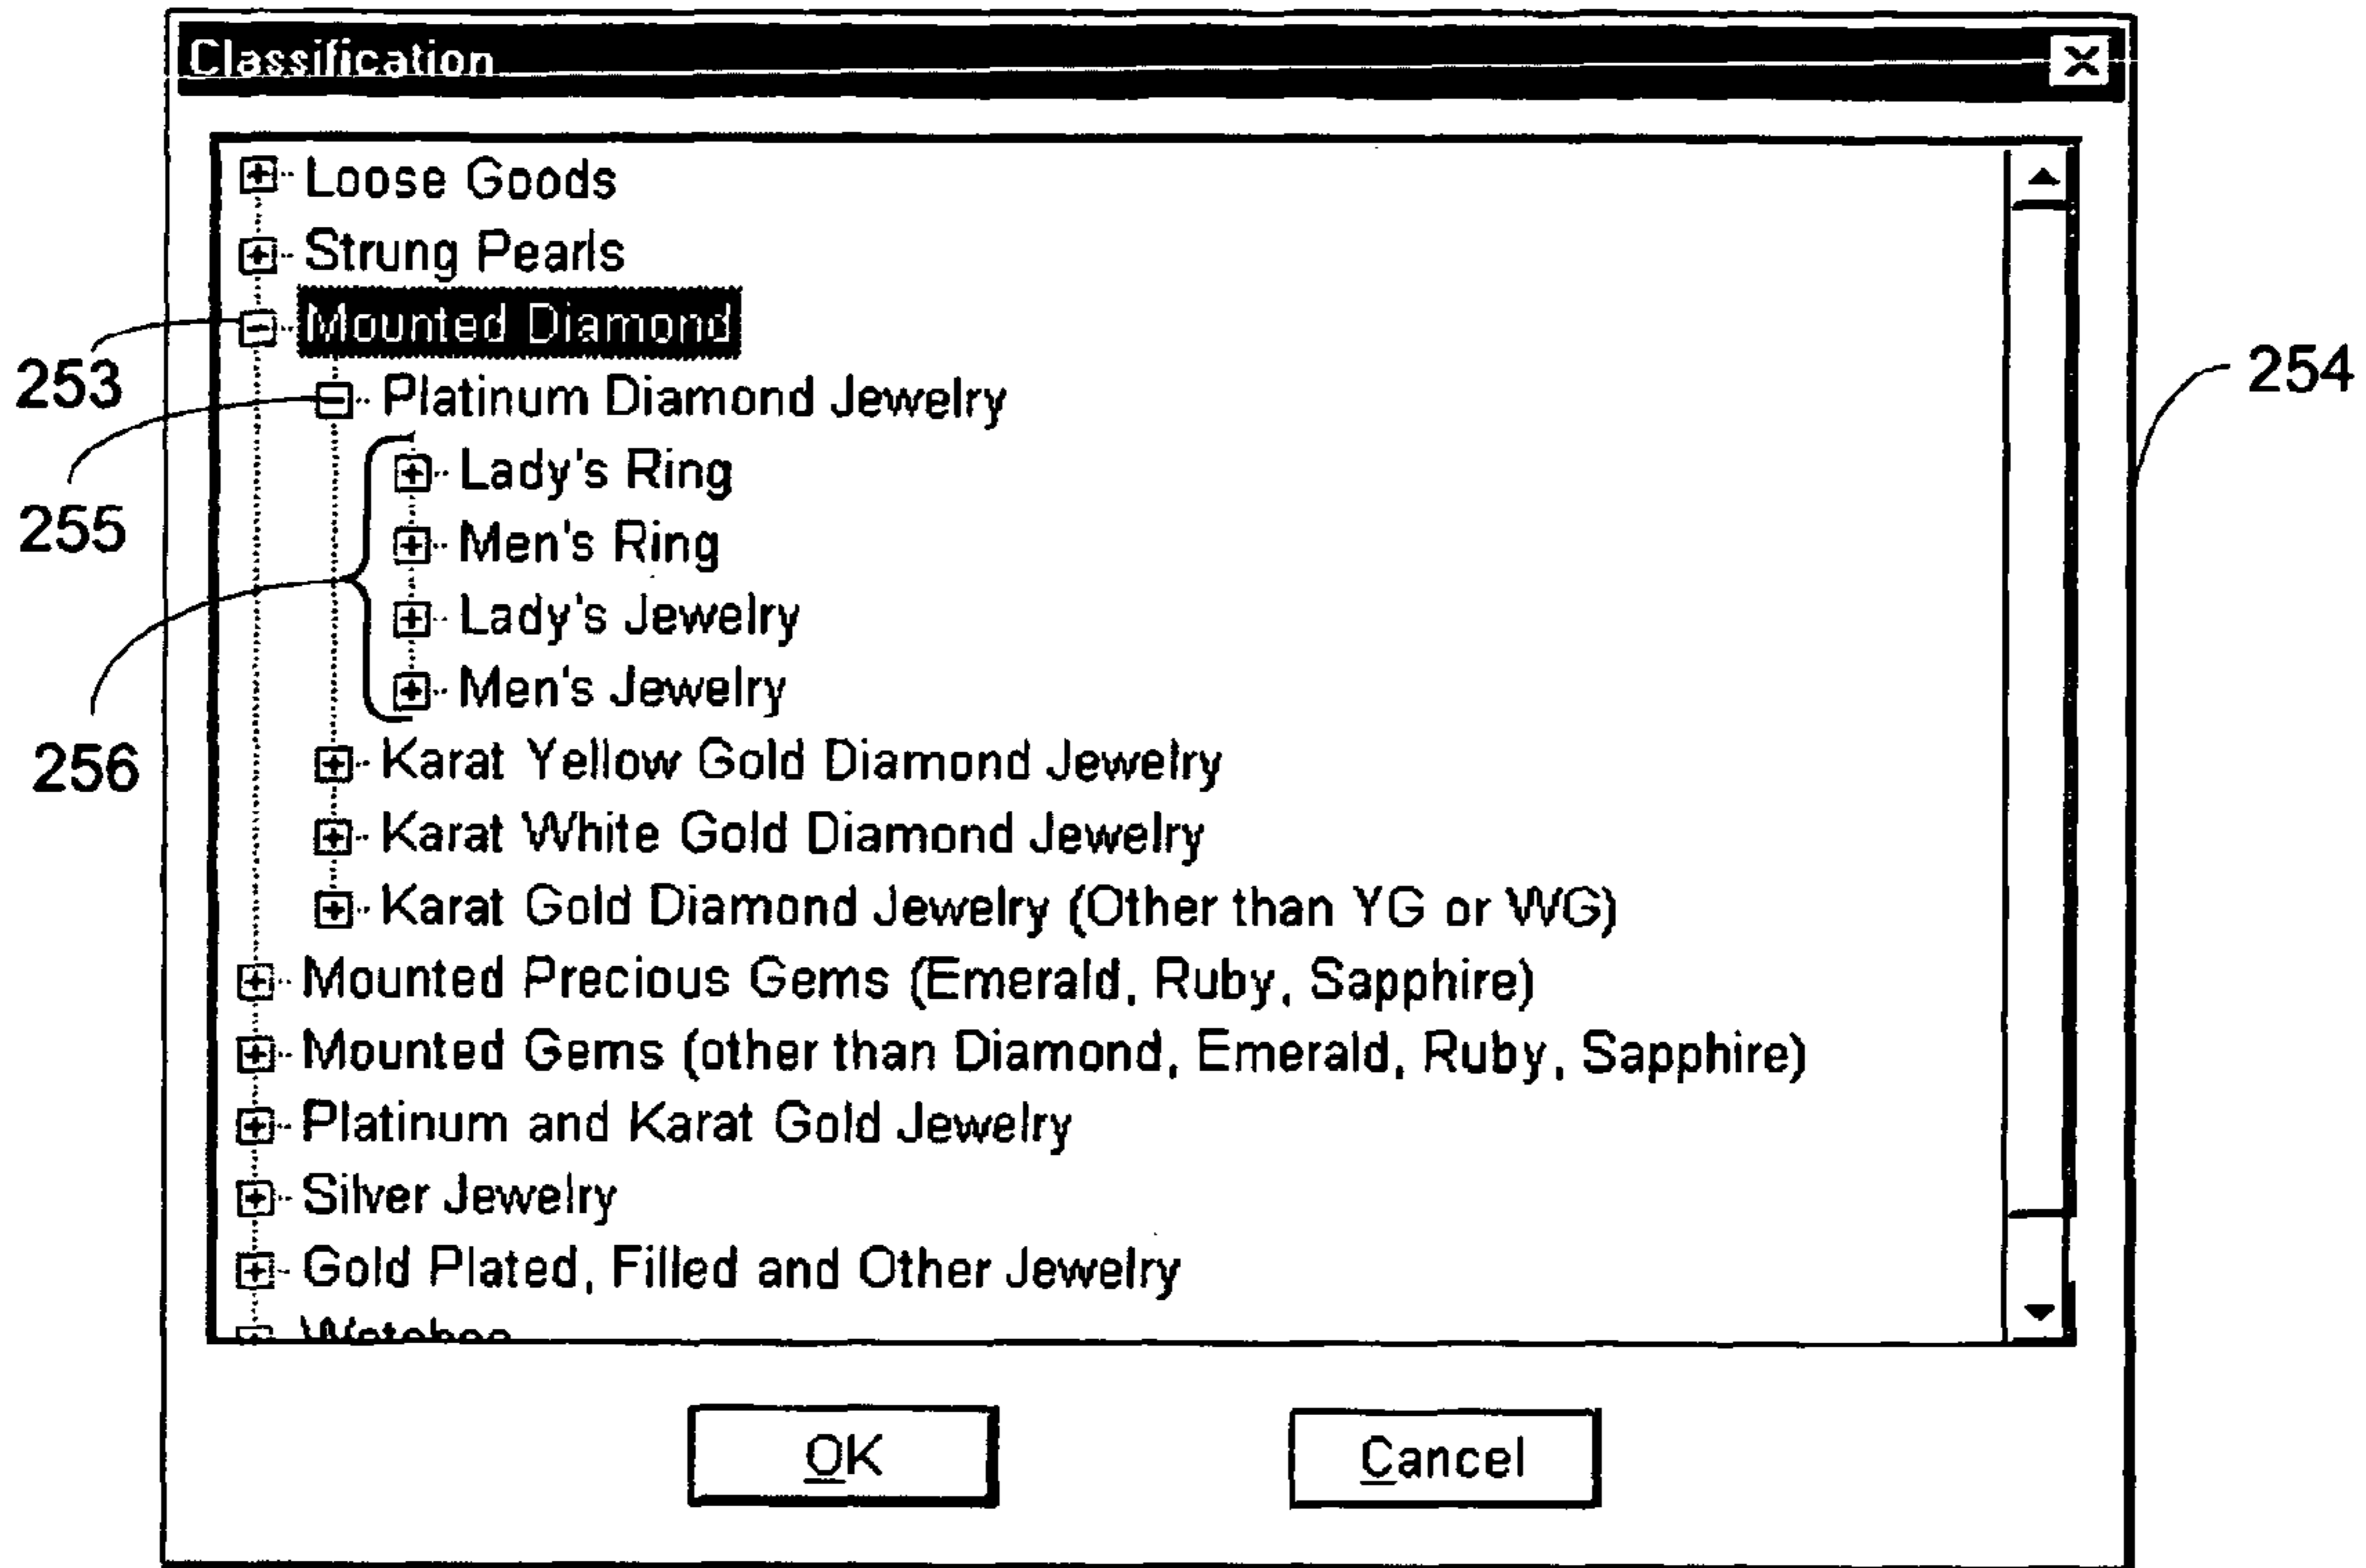 Classification
Loose Goods
Strung Pearls
Mounted Diamond
253
254
Platinum Diamond Jewelry
255
Lady's Ring
Men's Ring
Lady's Jewelry
Men's Jewelry
256
Karat Yellow Gold Diamond Jewelry
Karat White Gold Diamond Jewelry
Karat Gold Diamond Jewelry (Other than YG or WG)
Mounted Precious Gems (Emerald, Ruby, Sapphire)
Mounted Gems (other than Diamond, Emerald, Ruby, Sapphire)
Platinum and Karat Gold Jewelry
Silver Jewelry
Gold Plated, Filled and Other Jewelry
Watches
OK
Cancel